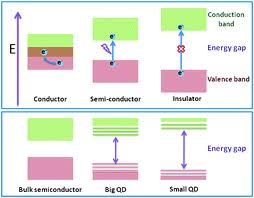 Conduction band
E
Energy gap
Valence band
Conductor Semi-conductor Insulator
Energy gap
Bulk semiconductor Big QD Small QD